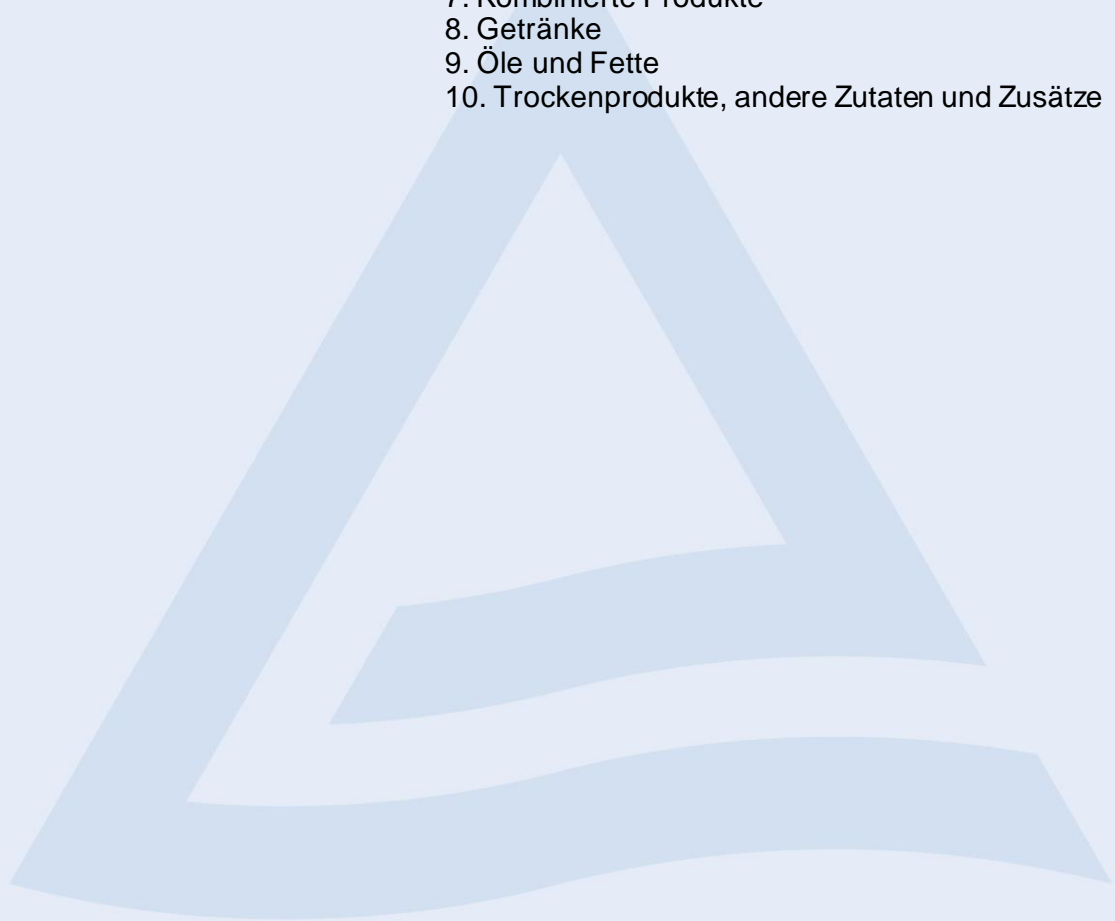 7. Kombinierte Produkte
8. Getränke
9. Öle und Fette
10. Trockenprodukte, andere Zutaten und Zusätze